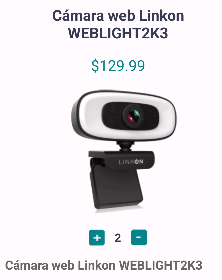 Cámara web Linkon
WEBLIGHT2K3
$129.99
LINKON
+ 2 -
Cámara web Linkon WEBLIGHT2K3